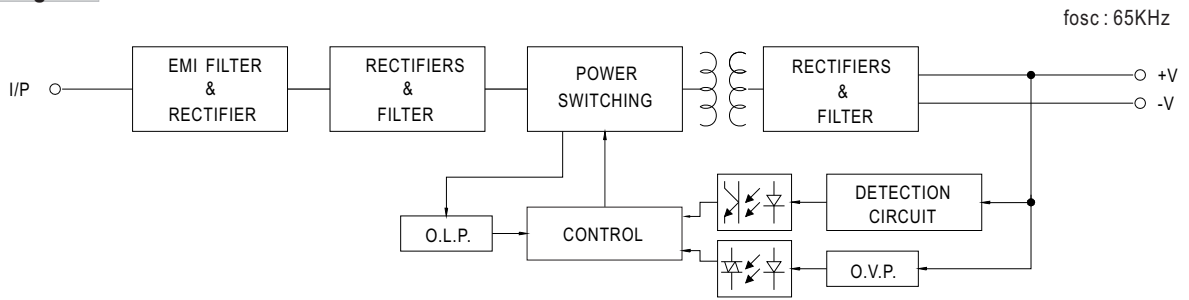 fosc : 65KHz
I/P
EMI FILTER
&
RECTIFIER
RECTIFIERS
&
FILTER
POWER
SWITCHING
RECTIFIERS
&
FILTER
+V
-V
O.L.P.
CONTROL
DETECTION
CIRCUIT
O.V.P.